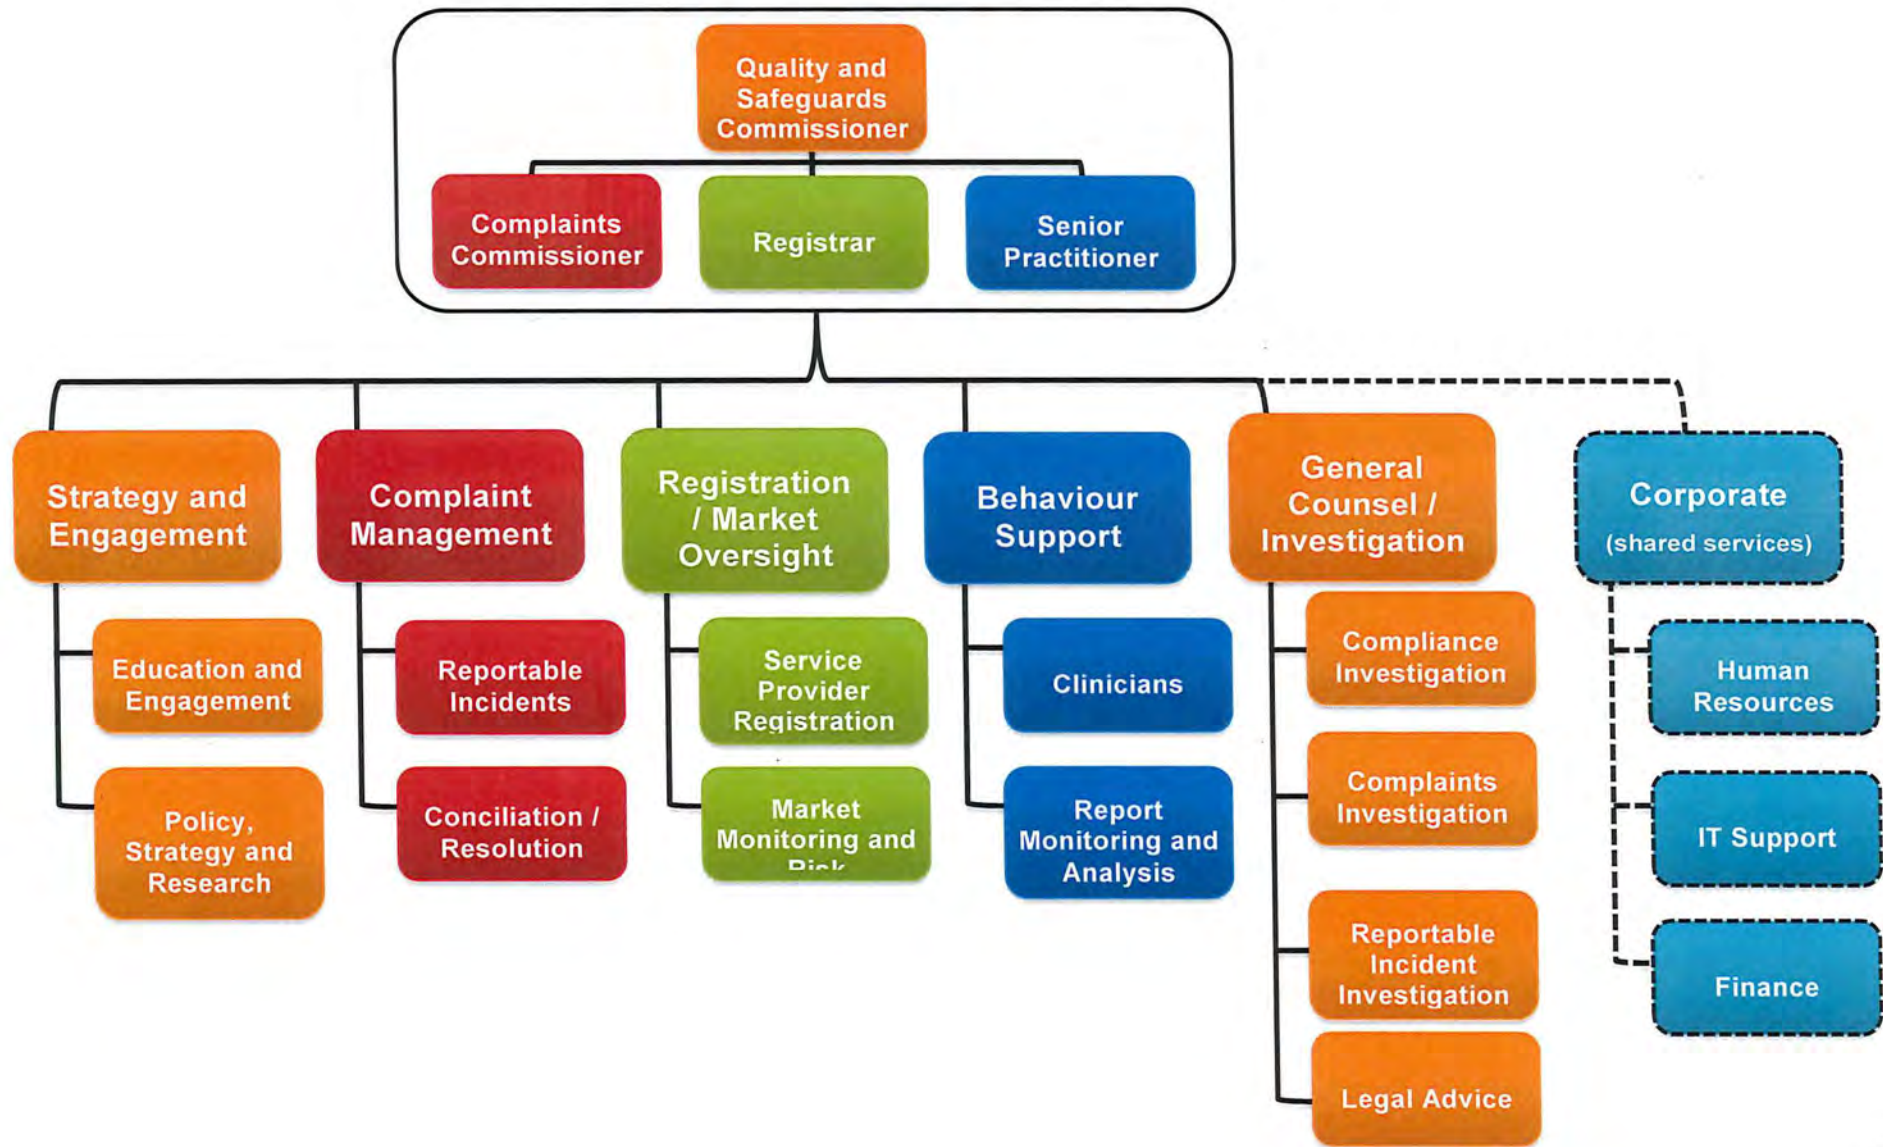 Quality and
Safeguards
Commissioner
Complaints
Commissioner
Registrar
Senior
Practitioner
Strategy and
Engagement
Complaint
Management
Registration
/ Market
Oversight
Behaviour
Support
General
Counsel /
Investigation
Corporate
(shared services)
Education and
Engagement
Policy,
Strategy and
Research
Reportable
Incidents
Conciliation /
Resolution
Service
Provider
Registration
Market
Monitoring and
Risk
Clinicians
Report
Monitoring and
Analysis
Compliance
Investigation
Complaints
Investigation
Reportable
Incident
Investigation
Legal Advice
Human
Resources
IT Support
Finance